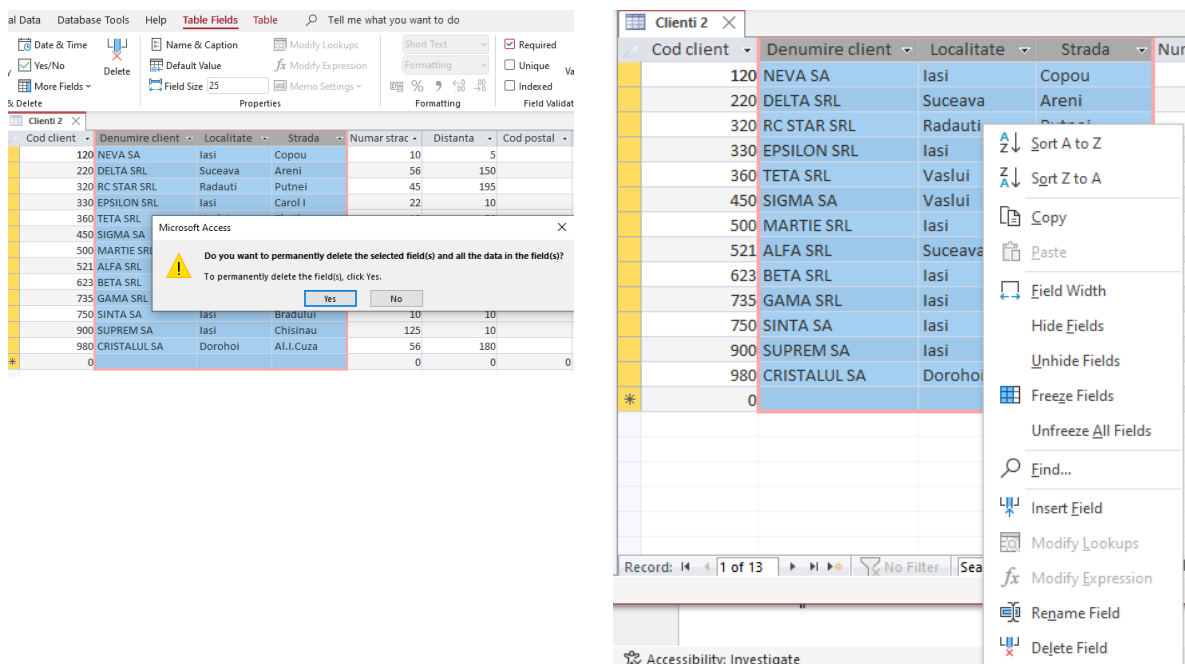 al Data Database Tools Help Table Fields Table Tell me what you want to do
Date & Time Name & Caption Modify Lookups Short Text Required
Yes/No Delete Default Value fx Modify Expression Formatting Unique Va
More Fields Field Size 25 Memo Settings % 9 Indexed
& Delete Properties Formatting Field Validat
Clienti 2
Cod client Denumire client Localitate Strada Numar strac Distanta Cod postal
120 NEVA SA Iasi Copou 10 5
220 DELTA SRL Suceava Areni 56 150
320 RC STAR SRL Radauti Putnei 45 195
330 EPSILON SRL Iasi Carol I 22 10
360 TETA SRL
450 SIGMA SA
500 MARTIE SRL
521 ALFA SRL
623 BETA SRL
735 GAMA SRL
750 SINTA SA Iasi Bradului 10 10
900 SUPREM SA Iasi Chisinau 125 10
980 CRISTALUL SA Dorohoi Al.I.Cuza 56 180
0 0 0 0
Microsoft Access
Do you want to permanently delete the selected field(s) and all the data in the field(s)?
To permanently delete the field(s), click Yes.
Yes No
Clienti 2
Cod client Denumire client Localitate Strada Nur
120 NEVA SA Iasi Copou
220 DELTA SRL Suceava Areni
320 RC STAR SRL Radauti Putnei
330 EPSILON SRL Iasi
360 TETA SRL Vaslui
450 SIGMA SA Vaslui
500 MARTIE SRL Iasi
521 ALFA SRL Suceava
623 BETA SRL Iasi
735 GAMA SRL Iasi
750 SINTA SA Iasi
900 SUPREM SA Iasi
980 CRISTALUL SA Dorohoi
0
Sort A to Z
Sort Z to A
Copy
Paste
Field Width
Hide Fields
Unhide Fields
Freeze Fields
Unfreeze All Fields
Find...
Insert Field
Modify Lookups
fx Modify Expression
Rename Field
Delete Field
Record: 1 of 13 No Filter Sea
Accessibility: Investigate